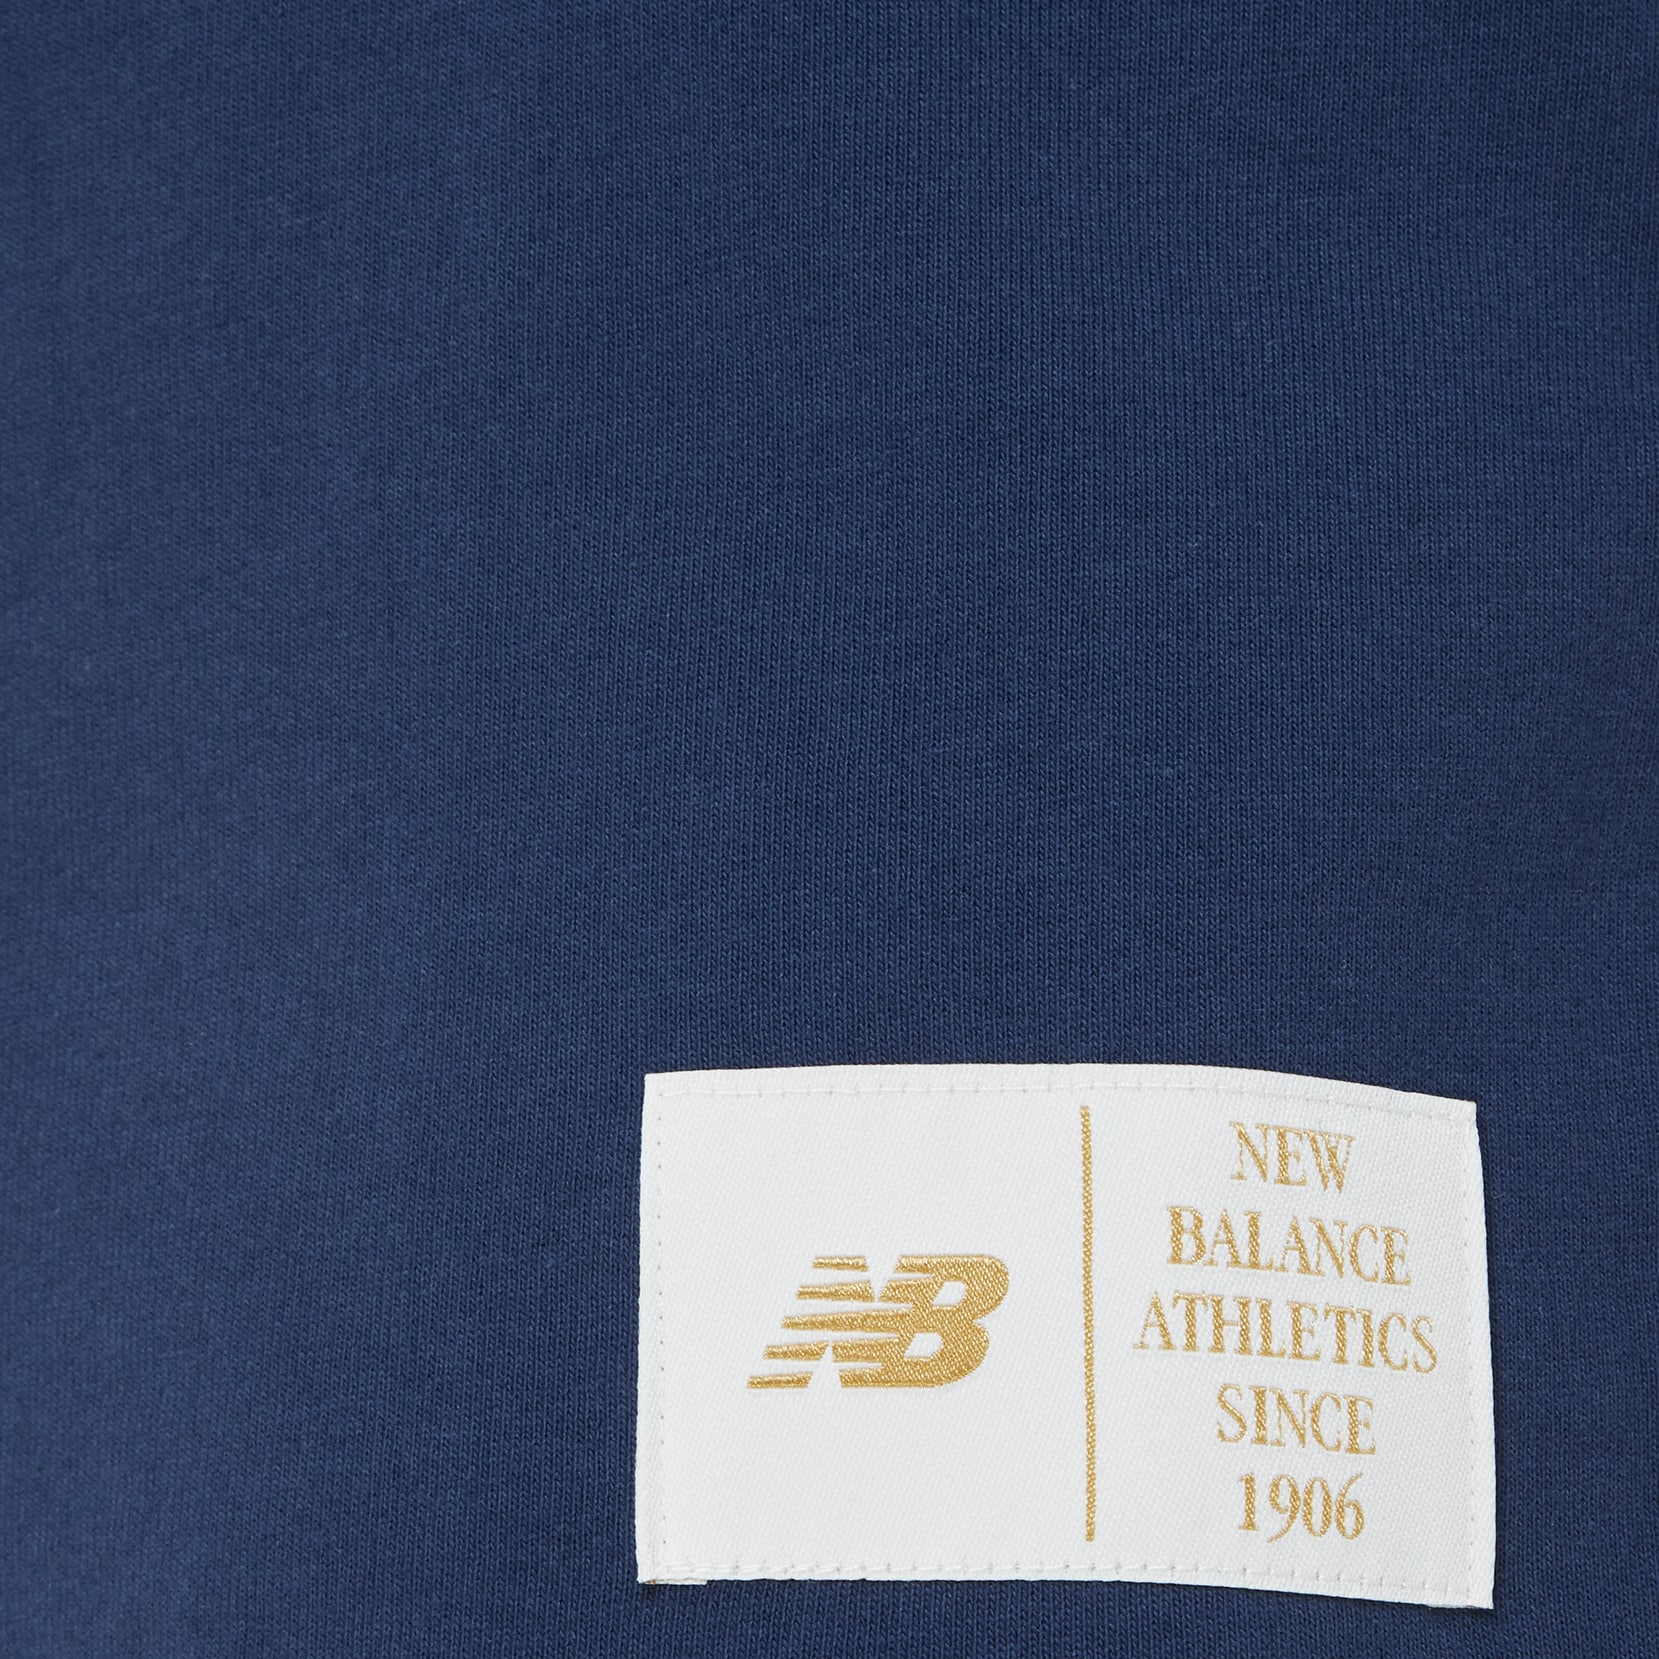 NB
NEW
BALANCE
ATHLETICS
SINCE
1906